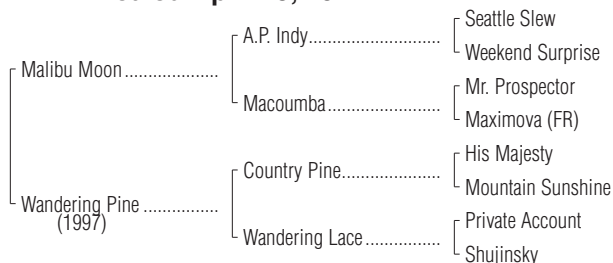 Malibu Moon
Wandering Pine
(1997)
A.P. Indy
Macoumba
Country Pine
Wandering Lace
Seattle Slew
Weekend Surprise
Mr. Prospector
Maximova (FR)
His Majesty
Mountain Sunshine
Private Account
Shujinsky